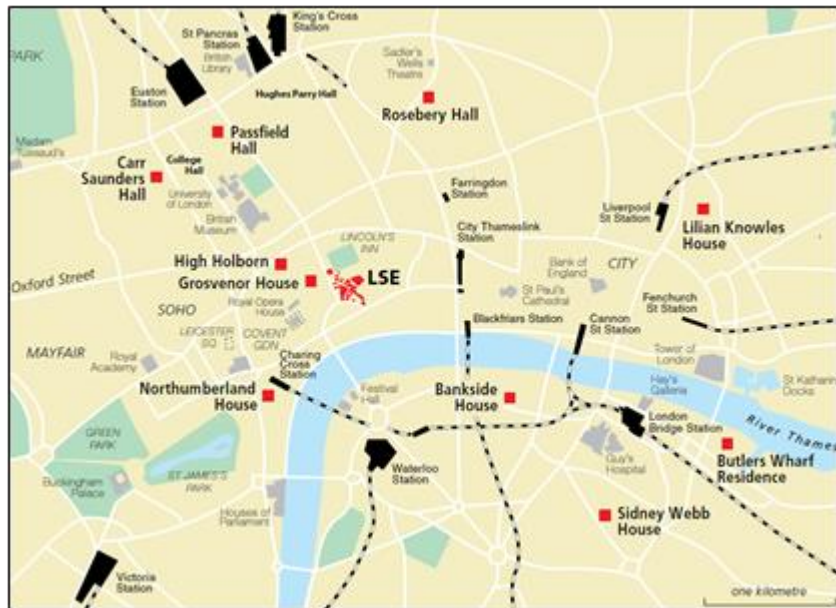 King's Cross
Station
St Pancras
Station
British
Library
Sadler's
Wells
Theatre
PARK
Euston
Station
Hughes Parry Hall
Rosebery Hall
Passfield
Hall
Madam
Tussaud's
Carr
Saunders
Hall
College
Hall
University
of London
British
Museum
Farringdon
Station
Liverpool
St Station
Lilian Knowles
House
City Thameslink
Station
LINCOLN'S
INN
High Holborn
Grosvenor House
LSE
Oxford Street
Bank of
England
CITY
St Paul's
Cathedral
Fenchurch
St Station
SOHO
Royal Opera
House
LEICESTER
SQ
COVENT
GDN
Blackfriars Station
Cannon
St Station
MAYFAIR
Royal
Academy
Charing
Cross
Station
Tower of
London
Northumberland
House
Festival
Hall
Bankside
House
Hay's
Galleria
St Kathari
Docks
London
Bridge Station
River Thames
GREEN
PARK
ST JAMES'S
PARK
Buckingham
Palace
Waterloo
Station
Guy's
Hospital
Butlers Wharf
Residence
Houses of
Parliament
Sidney Webb
House
Victoria
Station
one kilometre